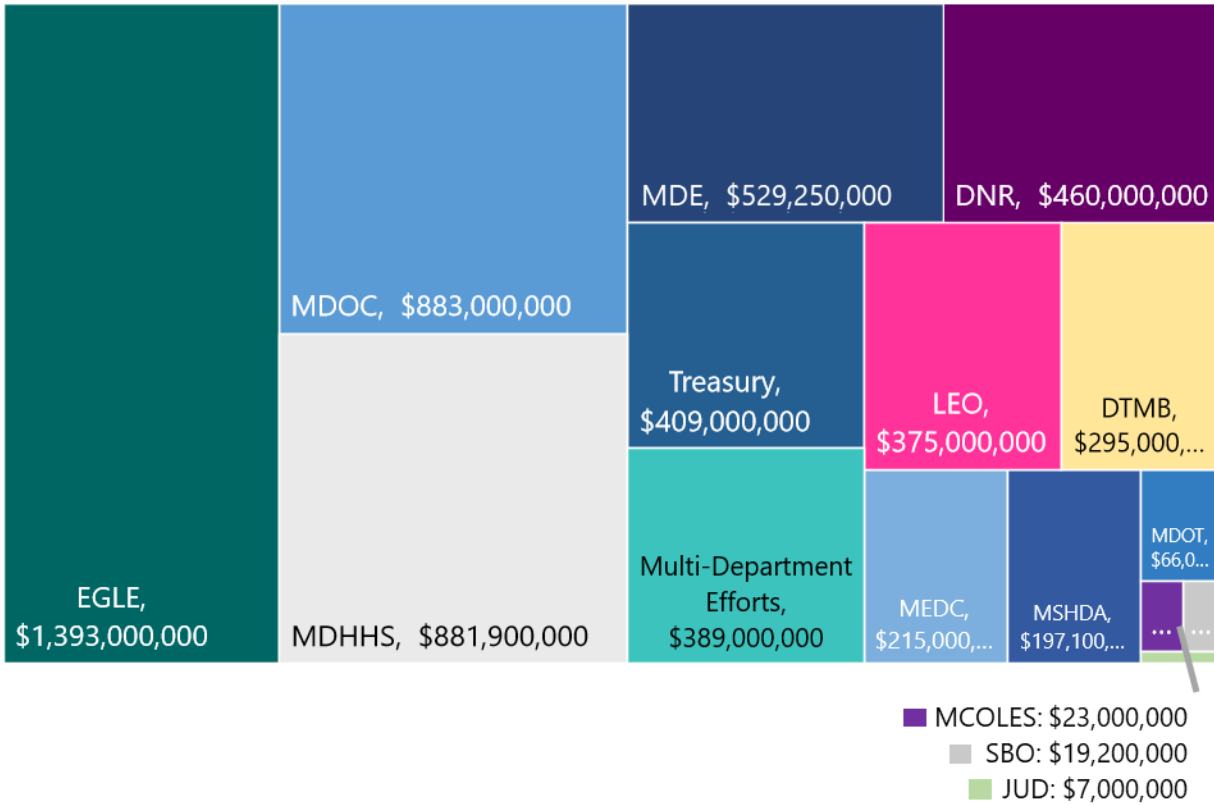 MDE, $529,250,000
DNR, $460,000,000
MDOC, $883,000,000
Treasury,
$409,000,000
LEO,
$375,000,000
DTMB,
$295,000,...
EGLE,
$1,393,000,000
MDHHS, $881,900,000
Multi-Department
Efforts,
$389,000,000
MEDC,
$215,000,...
MSHDA,
$197,100,...
MDOT,
$66,0...
...
...
MCOLES: $23,000,000
SBO: $19,200,000
JUD: $7,000,000